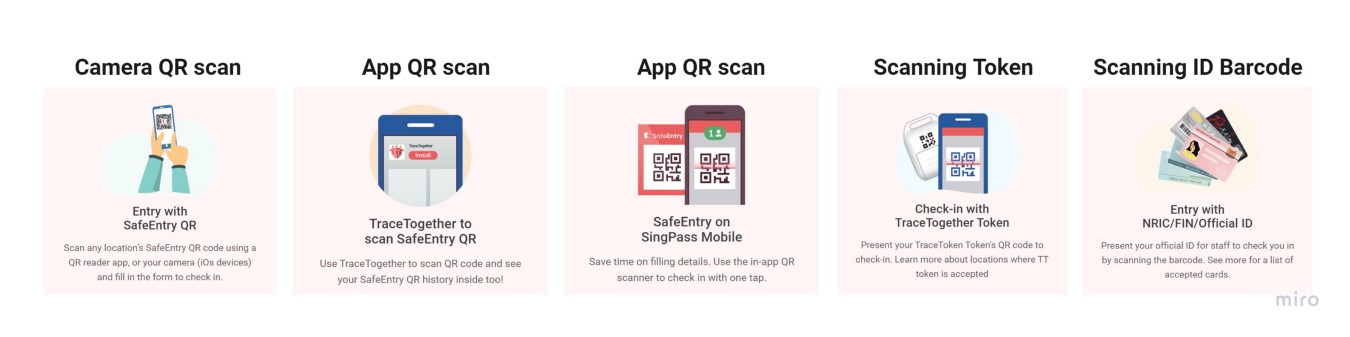 Camera QR scan
Entry with
SafeEntry QR
Scan any location's SafeEntry QR code using a
QR reader app, or your camera (iOs devices)
and fill in the form to check in.
App QR scan
TraceTogether
Install
TraceTogether to
scan SafeEntry QR
Use TraceTogether to scan QR code and see
your SafeEntry QR history inside too!
App QR scan
SafeEntry
1
SafeEntry on
SingPass Mobile
Save time on filling details. Use the in-app QR
scanner to check in with one tap.
Scanning Token
Check-in with
TraceTogether Token
Present your TraceToken Token's QR code to
check-in. Learn more about locations where TT
token is accepted
Scanning ID Barcode
Entry with
NRIC/FIN/Official ID
Present your official ID for staff to check you in
by scanning the barcode. See more for a list of
accepted cards.
miro